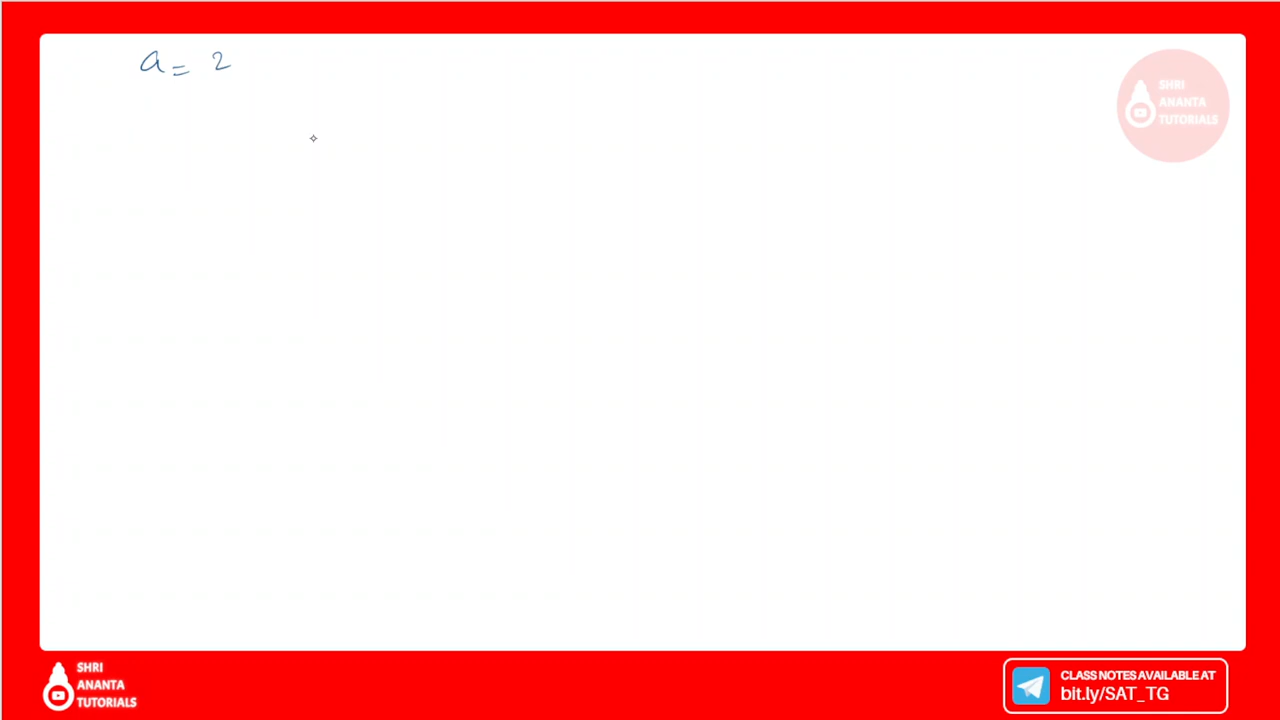 a = 2
SHRI
ANANTA
TUTORIALS
SHRI
ANANTA
TUTORIALS
CLASS NOTES AVAILABLE AT
bit.ly/SAT_TG